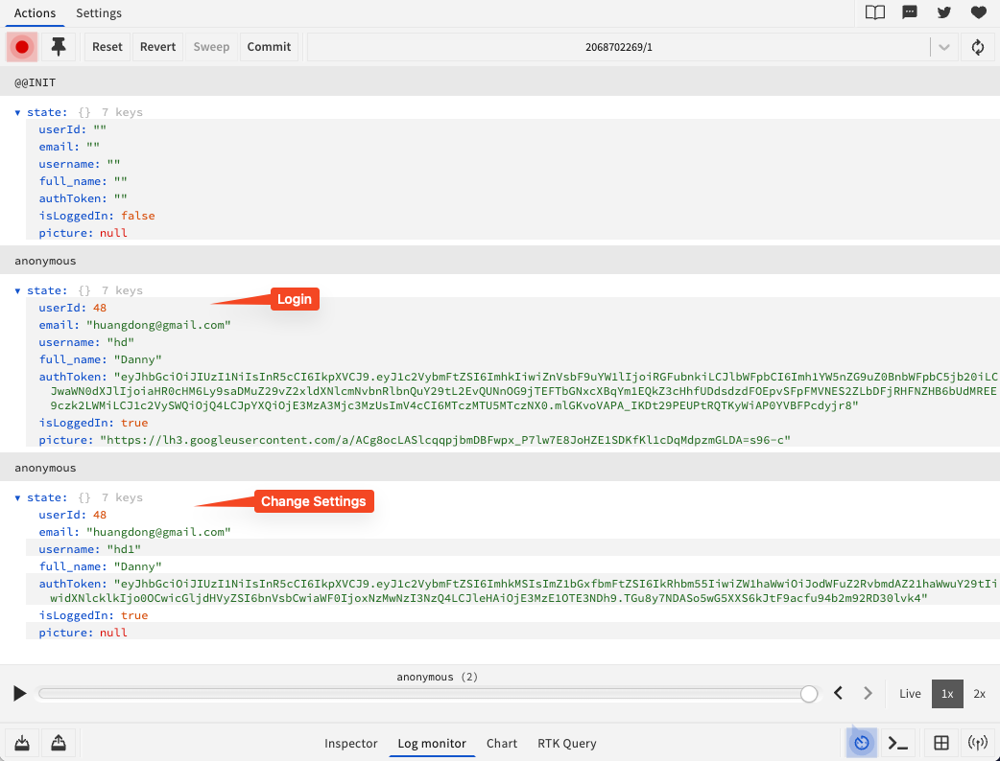 Actions Settings
Reset Revert Sweep Commit 2068702269/1
@@INIT
▼ state: {} 7 keys
userId: ""
email: ""
username: ""
full_name: ""
authToken: ""
isLoggedIn: false
picture: null
anonymous
▼ state: {} 7 keys
Login
userId: 48
email: "huangdong@gmail.com"
username: "hd"
full_name: "Danny"
authToken: "eyJhbGciOiJIUzI1NiIsInR5cCI6IkpXVCJ9.eyJ1c2VybmFtZSI6ImhkIiwiZnVsbF9uYW1lIjoiRGFubnkiLCJlbWFpbCI6Imh1YW5nZG9uZ0BnbWFpbC5jb20iLC
JwaWN0dXJlIjoiaHR0cHM6Ly9saDMuZ29vZ2xldXNlcmNvbnRlbnQuY29tL2EvQUNnOG9jTEFTbGNxcXBqYm1EQkZ3cHhfUDdsdzdFOEpvSFpFMVNES2ZLbDFjRHFNZHB6bUdMREE
9czk2LWMiLCJ1c2VySWQiOjQ4LCJpYXQiOjE3MzA3Mjc3MzUsImV4cCI6MTczMTU5MTczNX0.mlGKvoVAPA_IKDt29PEUPtRQTKyWiAP0YVBFPcdyjr8"
isLoggedIn: true
picture: "https://lh3.googleusercontent.com/a/ACg8ocLASlcqqpjbmDBFwpx_P7lw7E8JoHZE1SDKfKl1cDqMdpzmGLDA=s96-c"
anonymous
▼ state: {} 7 keys
Change Settings
userId: 48
email: "huangdong@gmail.com"
username: "hd1"
full_name: "Danny"
authToken: "eyJhbGciOiJIUzI1NiIsInR5cCI6IkpXVCJ9.eyJ1c2VybmFtZSI6ImhkMSIsImZ1bGxfbmFtZSI6IkRhbm55IiwiZW1haWwiOiJodWFuZ2RvbmdAZ21haWwuY29tIi
widXNlcklkIjo0OCwicGljdHVyZSI6bnVsbCwiaWF0IjoxNzMwNzI3NzQ4LCJleHAiOjE3MzE1OTE3NDh9.TGu8y7NDASo5wG5XXS6kJtF9acfu94b2m92RD30lvk4"
isLoggedIn: true
picture: null
anonymous (2)
Live 1x 2x
Inspector Log monitor Chart RTK Query